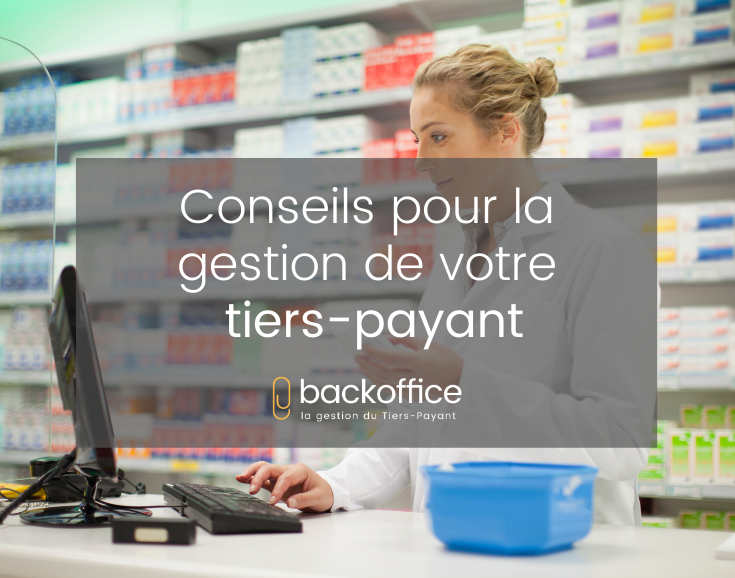 Conseils pour la
gestion de votre
tiers-payant
backoffice
la gestion du Tiers-Payant